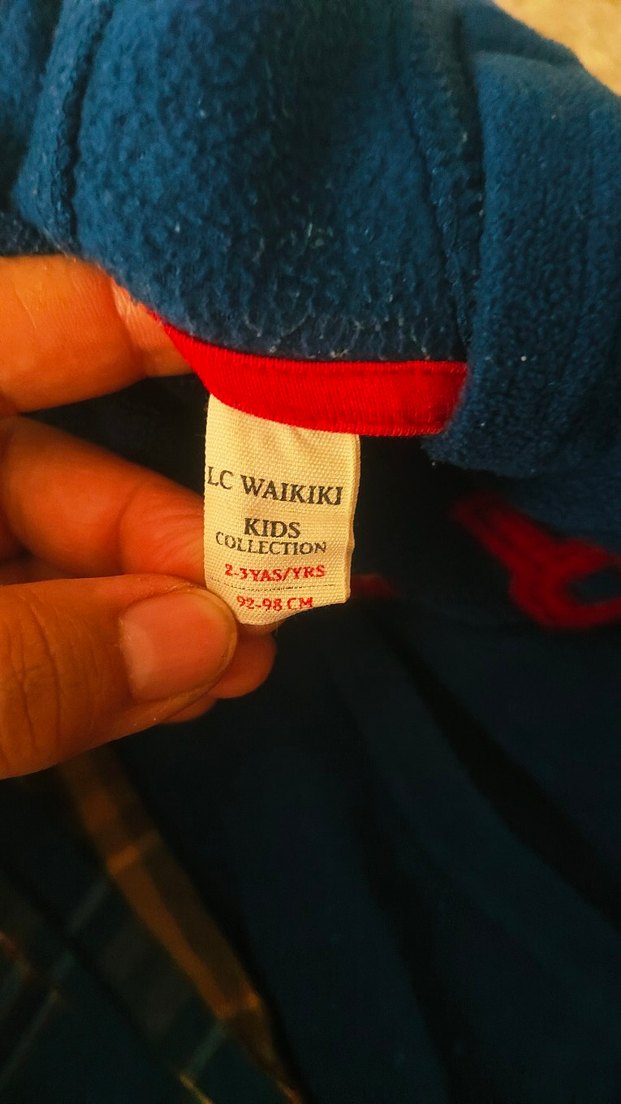 LC WAIKIKI
KIDS
COLLECTION
2-3YAS/YRS
92-98 CM